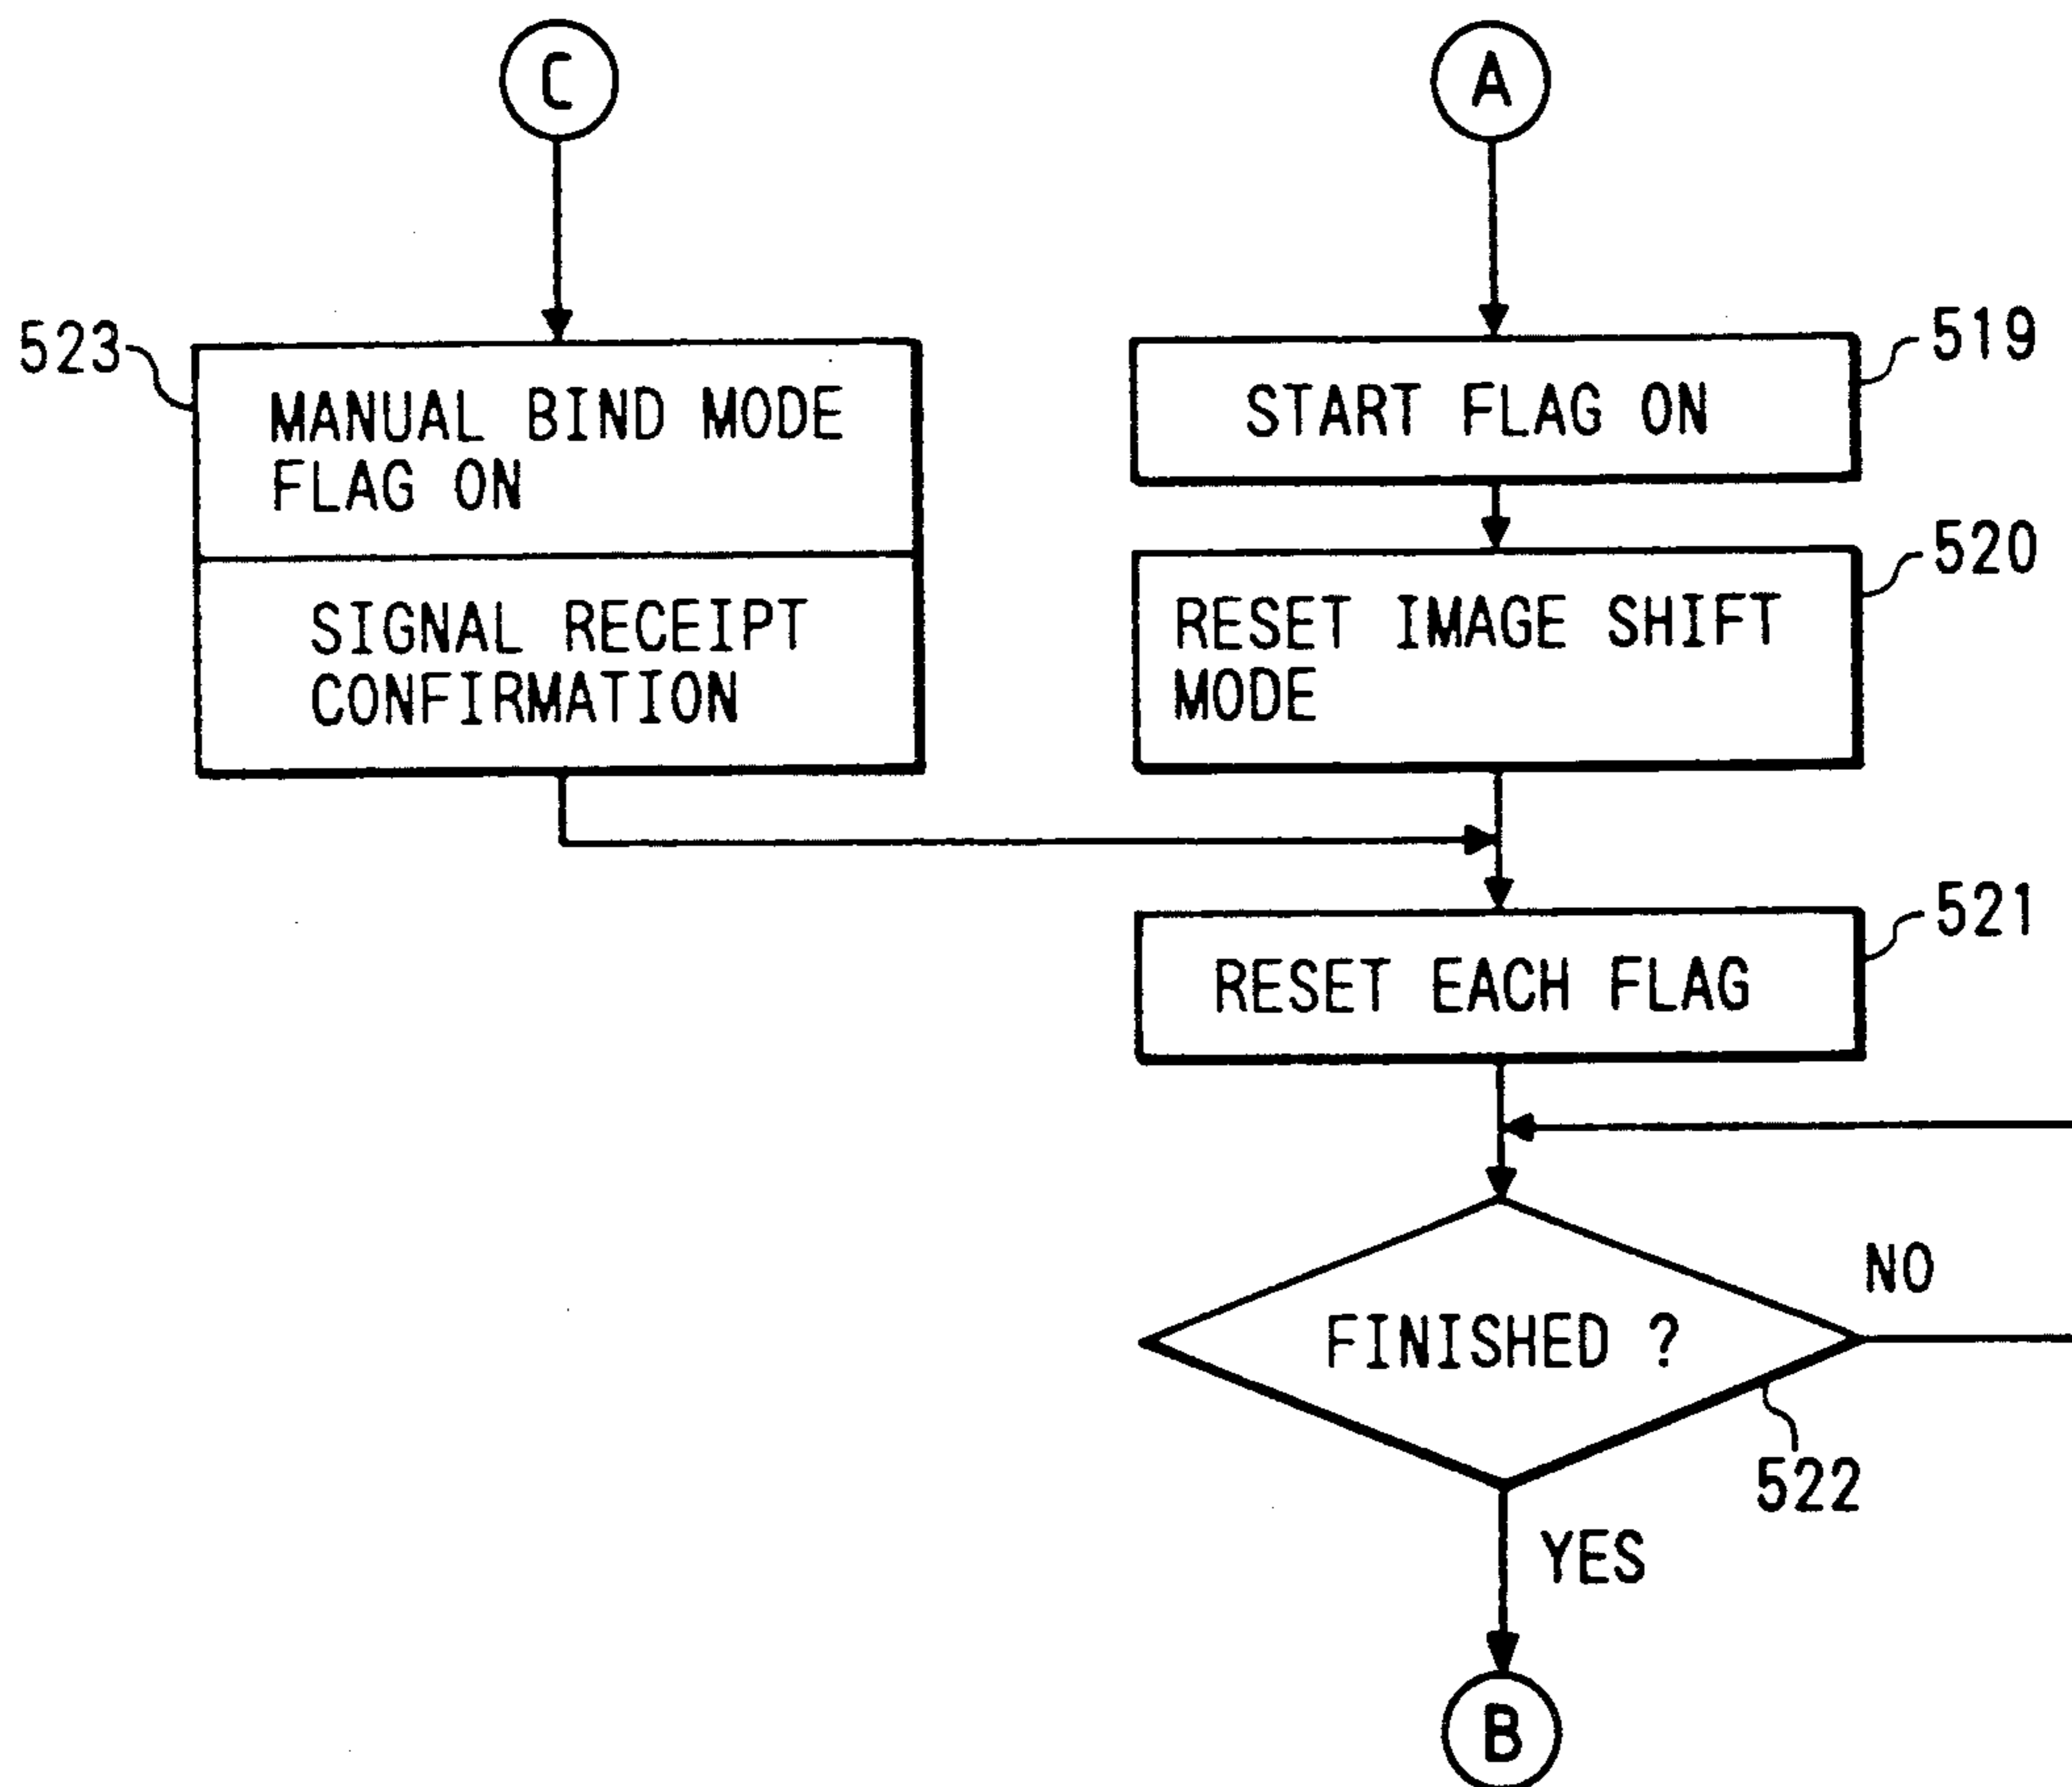 C
A
523
MANUAL BIND MODE
FLAG ON
SIGNAL RECEIPT
CONFIRMATION
519
START FLAG ON
520
RESET IMAGE SHIFT
MODE
521
RESET EACH FLAG
NO
FINISHED ?
522
YES
B